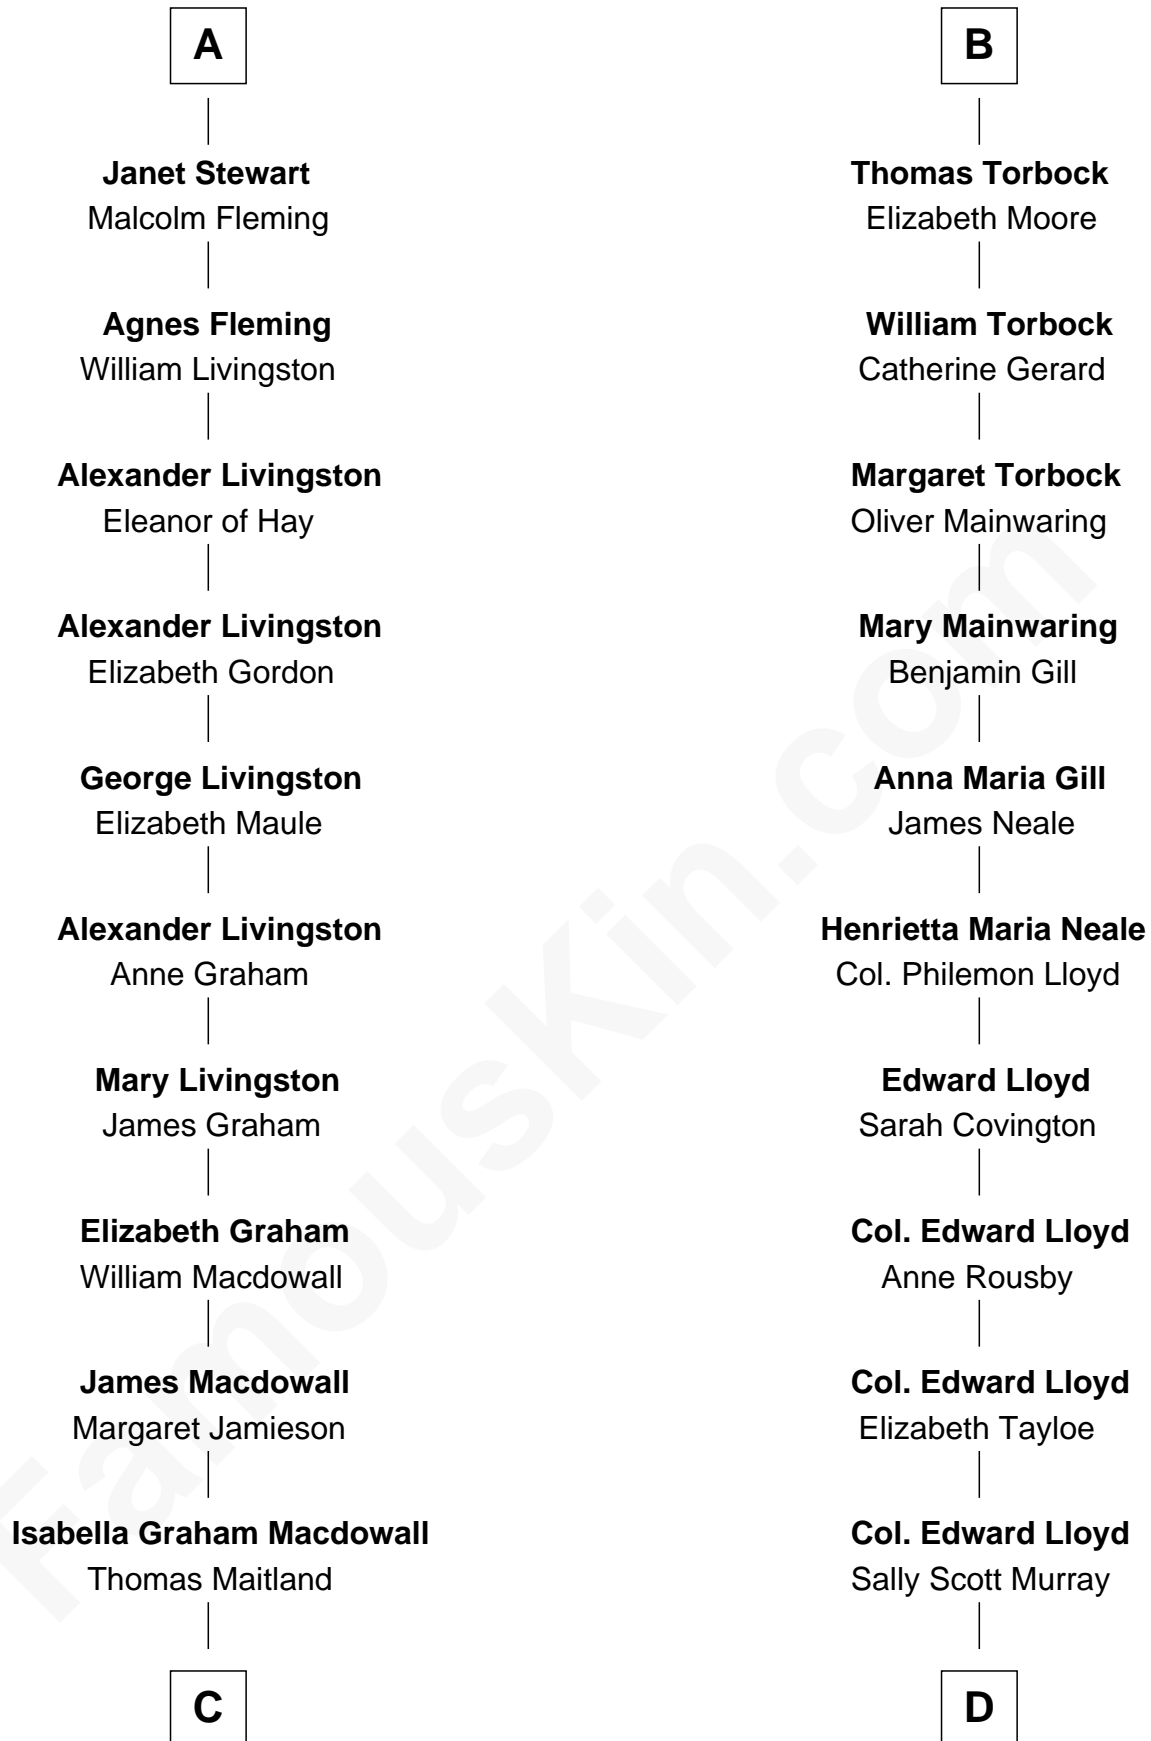 A
Janet Stewart
Malcolm Fleming
Agnes Fleming
William Livingston
Alexander Livingston
Eleanor of Hay
Alexander Livingston
Elizabeth Gordon
George Livingston
Elizabeth Maule
Alexander Livingston
Anne Graham
Mary Livingston
James Graham
Elizabeth Graham
William Macdowall
James Macdowall
Margaret Jamieson
Isabella Graham Macdowall
Thomas Maitland
C
B
Thomas Torbock
Elizabeth Moore
William Torbock
Catherine Gerard
Margaret Torbock
Oliver Mainwaring
Mary Mainwaring
Benjamin Gill
Anna Maria Gill
James Neale
Henrietta Maria Neale
Col. Philemon Lloyd
Edward Lloyd
Sarah Covington
Col. Edward Lloyd
Anne Rousby
Col. Edward Lloyd
Elizabeth Tayloe
Col. Edward Lloyd
Sally Scott Murray
D
FamousKin.com